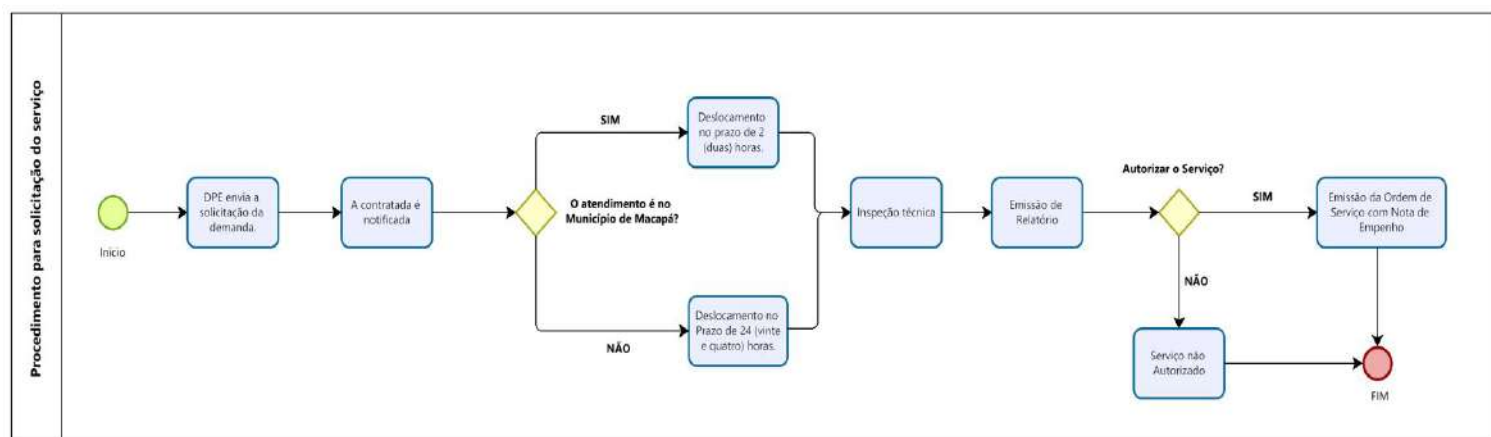 Procedimento para solicitação do serviço
Início
DPE envia a
solicitação da
demanda.
A contratada é
notificada
O atendimento é no
Município de Macapá?
SIM
Deslocamento
no prazo de 2
(duas) horas.
NÃO
Deslocamento no
Prazo de 24 (vinte
e quatro) horas.
Inspeção técnica
Emissão de
Relatório
Autorizar o Serviço?
SIM
Emissão da Ordem de
Serviço com Nota de
Empenho
NÃO
Serviço não
Autorizado
FIM